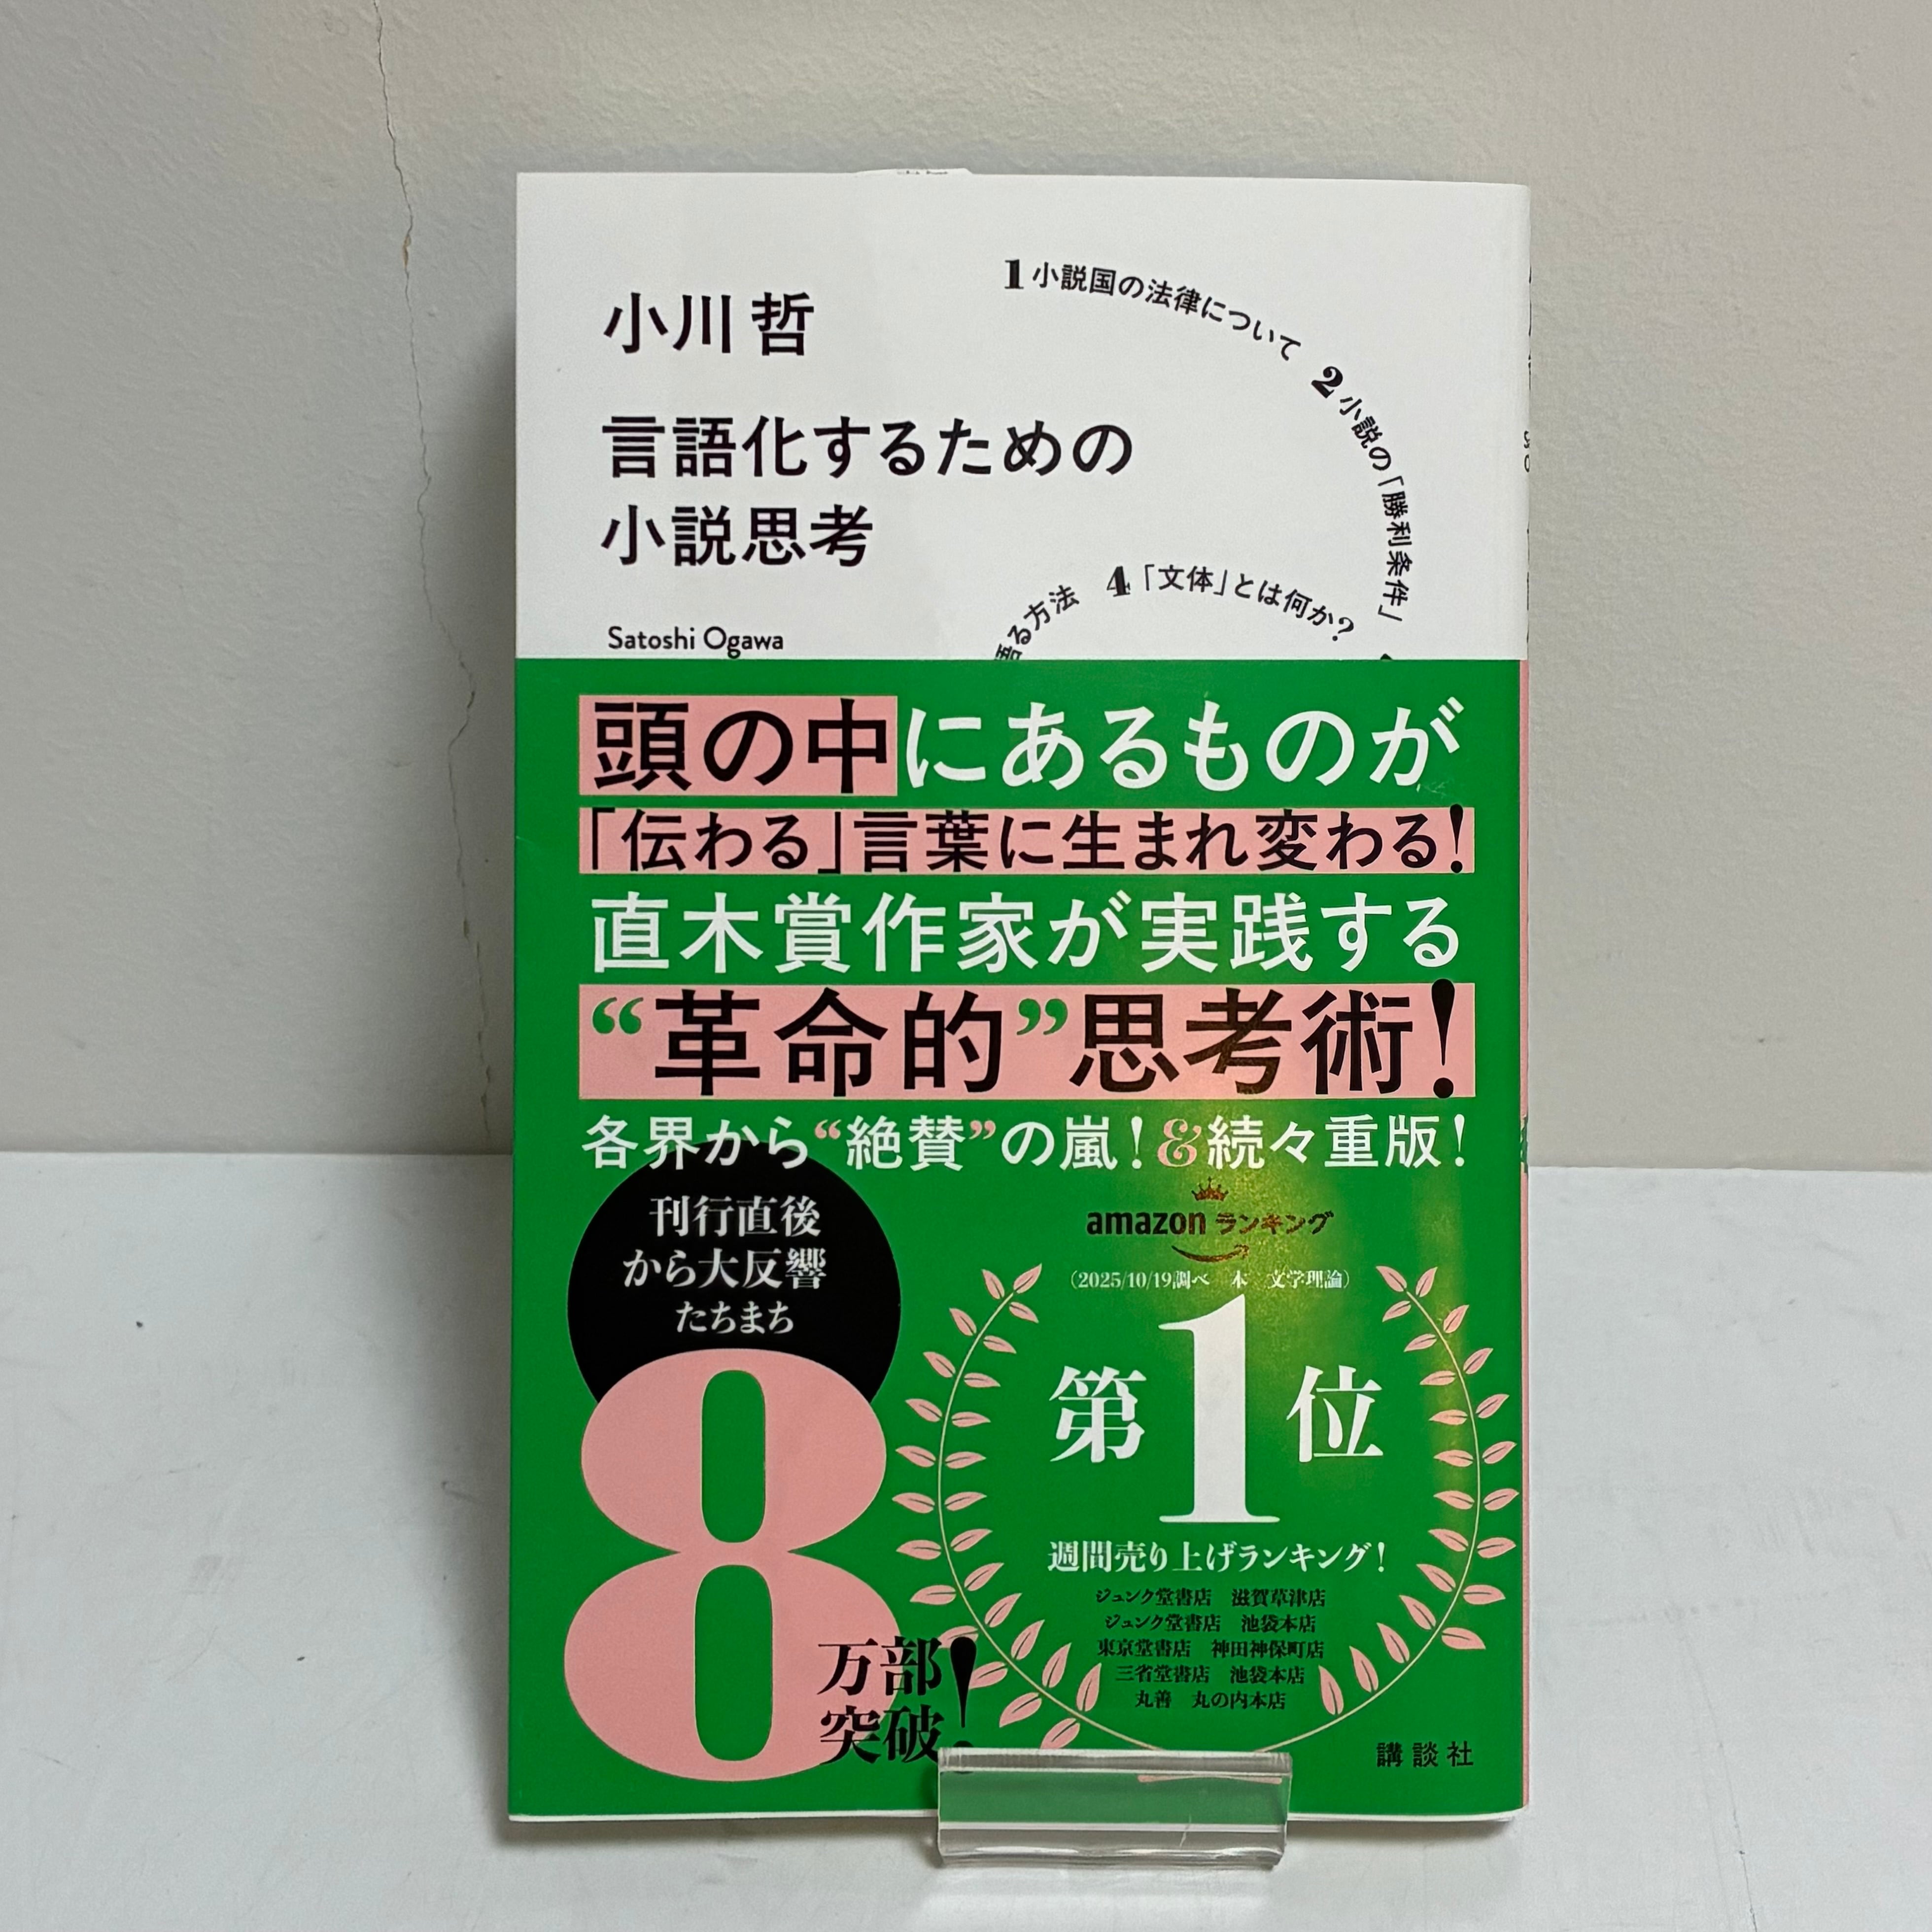 小川 哲
言語化するための
小説思考
Satoshi Ogawa
1 小説国の法律について
2 小説の「勝利条件」
る方法
4 「文体」とは何か?
頭の中にあるものが
「伝わる」言葉に生まれ変わる!
直木賞作家が実践する
“革命的”思考術!
各界から“絶賛”の嵐!&続々重版!
刊行直後
から大反響
たちまち
8
万部
突破!
amazon ランキング
(2025/10/19調べ 本 文学理論)
第1位
週間売り上げランキング!
ジュンク堂書店 滋賀草津店
ジュンク堂書店 池袋本店
東京堂書店 神田神保町店
三省堂書店 池袋本店
丸善 丸の内本店
講談社